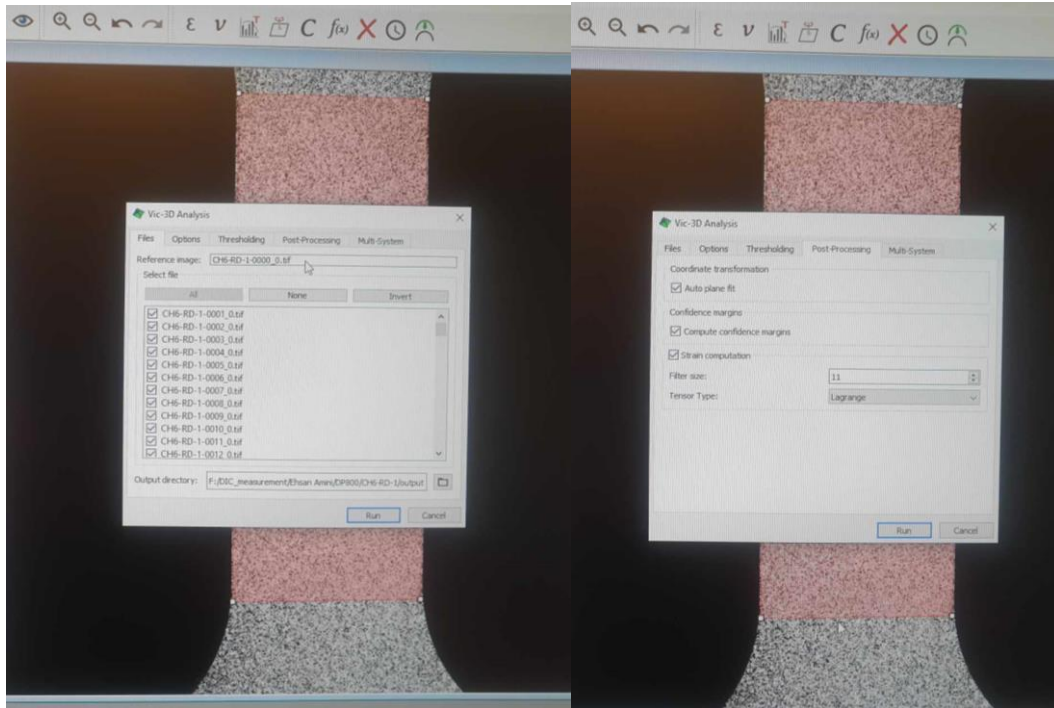 ε ν T C f(x)
Vic-3D Analysis
Files Options Thresholding Post-Processing Multi-System
Reference image: CH6-RD-1-0000_0.tif
Select file
All None Invert
CH6-RD-1-0001_0.tif
CH6-RD-1-0002_0.tif
CH6-RD-1-0003_0.tif
CH6-RD-1-0004_0.tif
CH6-RD-1-0005_0.tif
CH6-RD-1-0006_0.tif
CH6-RD-1-0007_0.tif
CH6-RD-1-0008_0.tif
CH6-RD-1-0009_0.tif
CH6-RD-1-0010_0.tif
CH6-RD-1-0011_0.tif
CH6-RD-1-0012_0.tif
Output directory: F:/DIC_measurement/Ehsan Amini/DP800/CH6-RD-1/output
Run Cancel
ε ν T C f(x)
Vic-3D Analysis
Files Options Thresholding Post-Processing Multi-System
Coordinate transformation
Auto plane fit
Confidence margins
Compute confidence margins
Strain computation
Filter size: 11
Tensor Type: Lagrange
Run Cancel